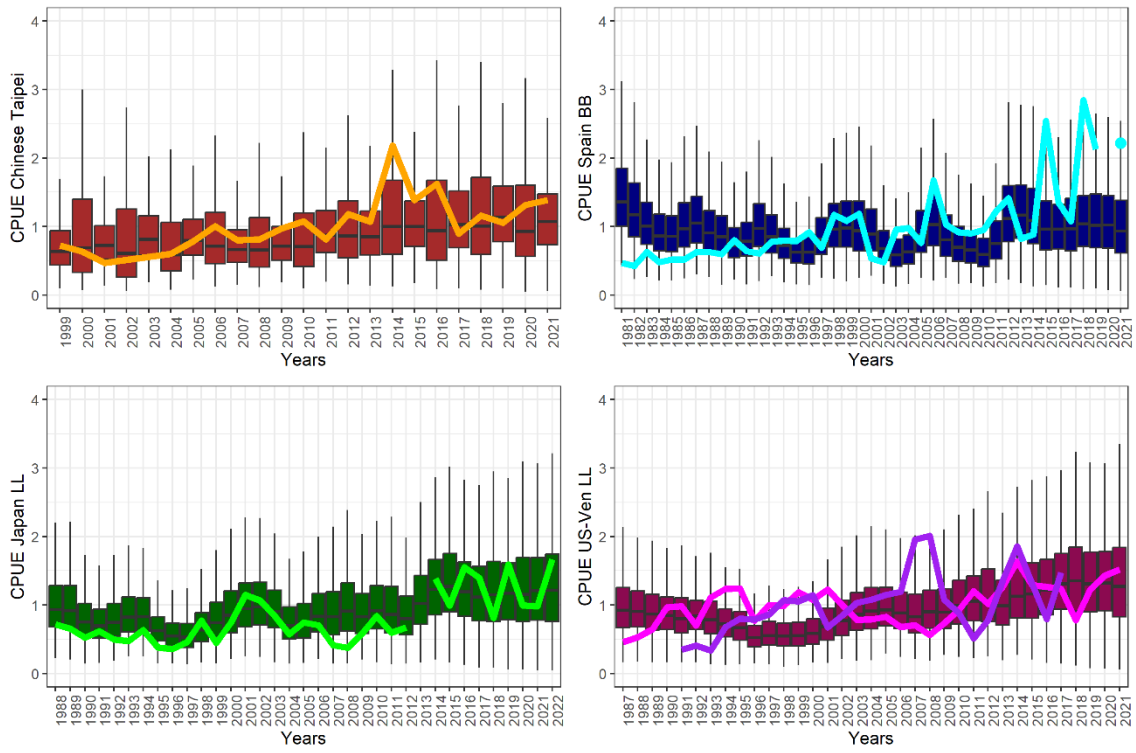 CPUE Chinese Taipei
4
3
2
1
0
1999 2000 2001 2002 2003 2004 2005 2006 2007 2008 2009 2010 2011 2012 2013 2014 2015 2016 2017 2018 2019 2020 2021
Years
CPUE Spain BB
4
3
2
1
0
1981 1982 1983 1984 1985 1986 1987 1988 1989 1990 1991 1992 1993 1994 1995 1996 1997 1998 1999 2000 2001 2002 2003 2004 2005 2006 2007 2008 2009 2010 2011 2012 2013 2014 2015 2016 2017 2018 2019 2020 2021
Years
CPUE Japan LL
4
3
2
1
0
1988 1989 1990 1991 1992 1993 1994 1995 1996 1997 1998 1999 2000 2001 2002 2003 2004 2005 2006 2007 2008 2009 2010 2011 2012 2013 2014 2015 2016 2017 2018 2019 2020 2021 2022
Years
CPUE US-Ven LL
4
3
2
1
0
1987 1988 1989 1990 1991 1992 1993 1994 1995 1996 1997 1998 1999 2000 2001 2002 2003 2004 2005 2006 2007 2008 2009 2010 2011 2012 2013 2014 2015 2016 2017 2018 2019 2020 2021
Years